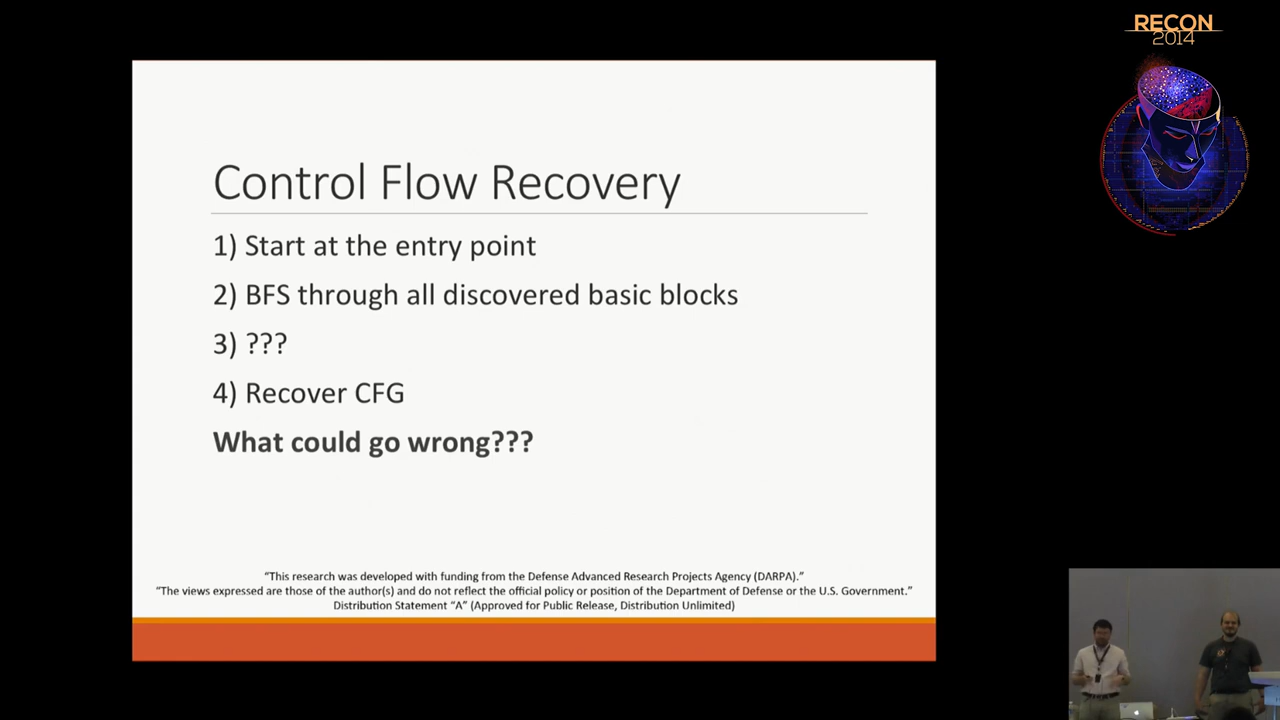 RECON
2014
Control Flow Recovery
1) Start at the entry point
2) BFS through all discovered basic blocks
3) ???
4) Recover CFG
What could go wrong???
“This research was developed with funding from the Defense Advanced Research Projects Agency (DARPA).”
“The views expressed are those of the author(s) and do not reflect the official policy or position of the Department of Defense or the U.S. Government.”
Distribution Statement “A” (Approved for Public Release, Distribution Unlimited)